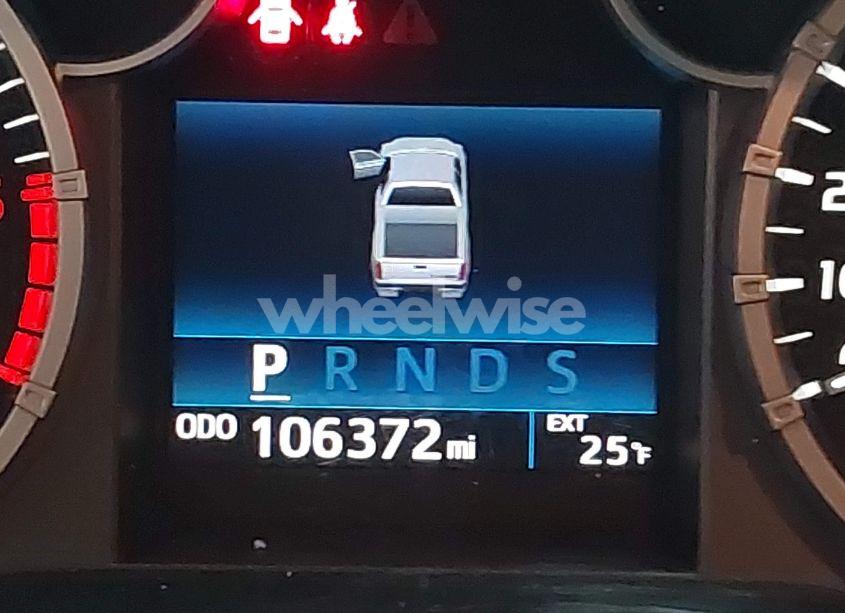 wheelwise
P R N D S
ODO 106372 mi
EXT
25°F